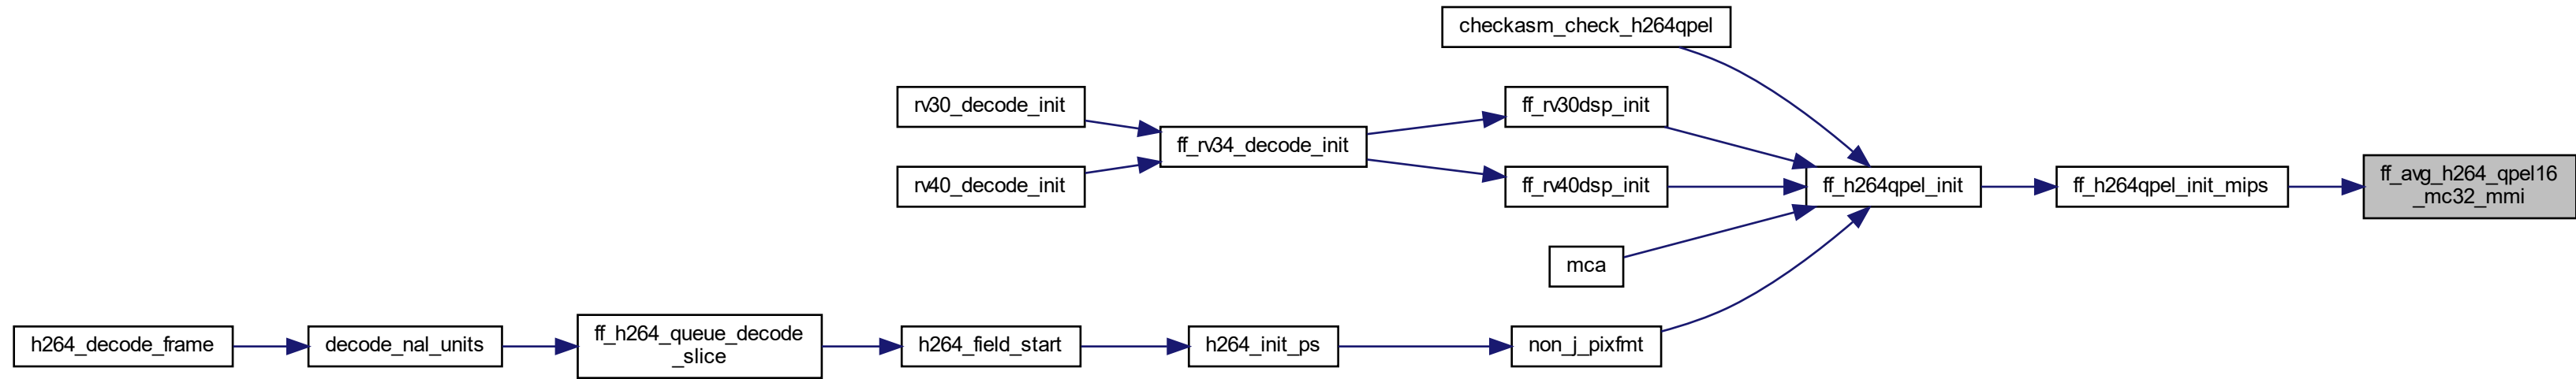 checkasm_check_h264qpel
rv30_decode_init
ff_rv30dsp_init
ff_rv34_decode_init
ff_avg_h264_qpel16
_mc32_mmi
rv40_decode_init
ff_rv40dsp_init
ff_h264qpel_init
ff_h264qpel_init_mips
mca
h264_decode_frame
decode_nal_units
ff_h264_queue_decode
_slice
h264_field_start
h264_init_ps
non_j_pixfmt